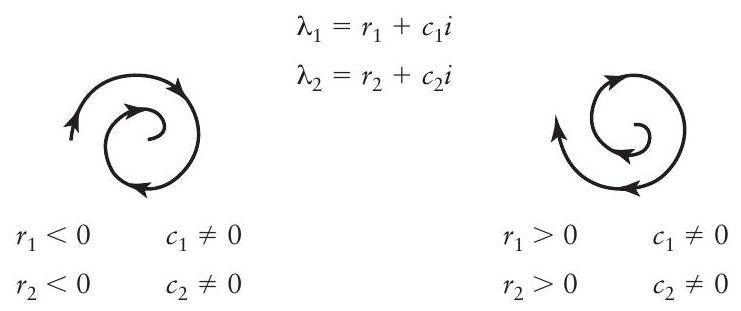 λ₁ = r₁ + c₁i
λ₂ = r₂ + c₂i
r₁ < 0 c₁ ≠ 0
r₂ < 0 c₂ ≠ 0
r₁ > 0 c₁ ≠ 0
r₂ > 0 c₂ ≠ 0